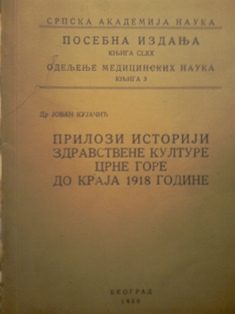 СРПСКА АКАДЕМИЈА НАУКА
ПОСЕБНА ИЗДАЊА
КЊИГА CLXX
ОДЕЉЕЊЕ МЕДИЦИНСКИХ НАУКА
КЊИГА 3
Др ЈОВАН КУЈАЧИЋ
ПРИЛОЗИ ИСТОРИЈИ
ЗДРАВСТВЕНЕ КУЛТУРЕ
ЦРНЕ ГОРЕ
ДО КРАЈА 1918 ГОДИНЕ
БЕОГРАД